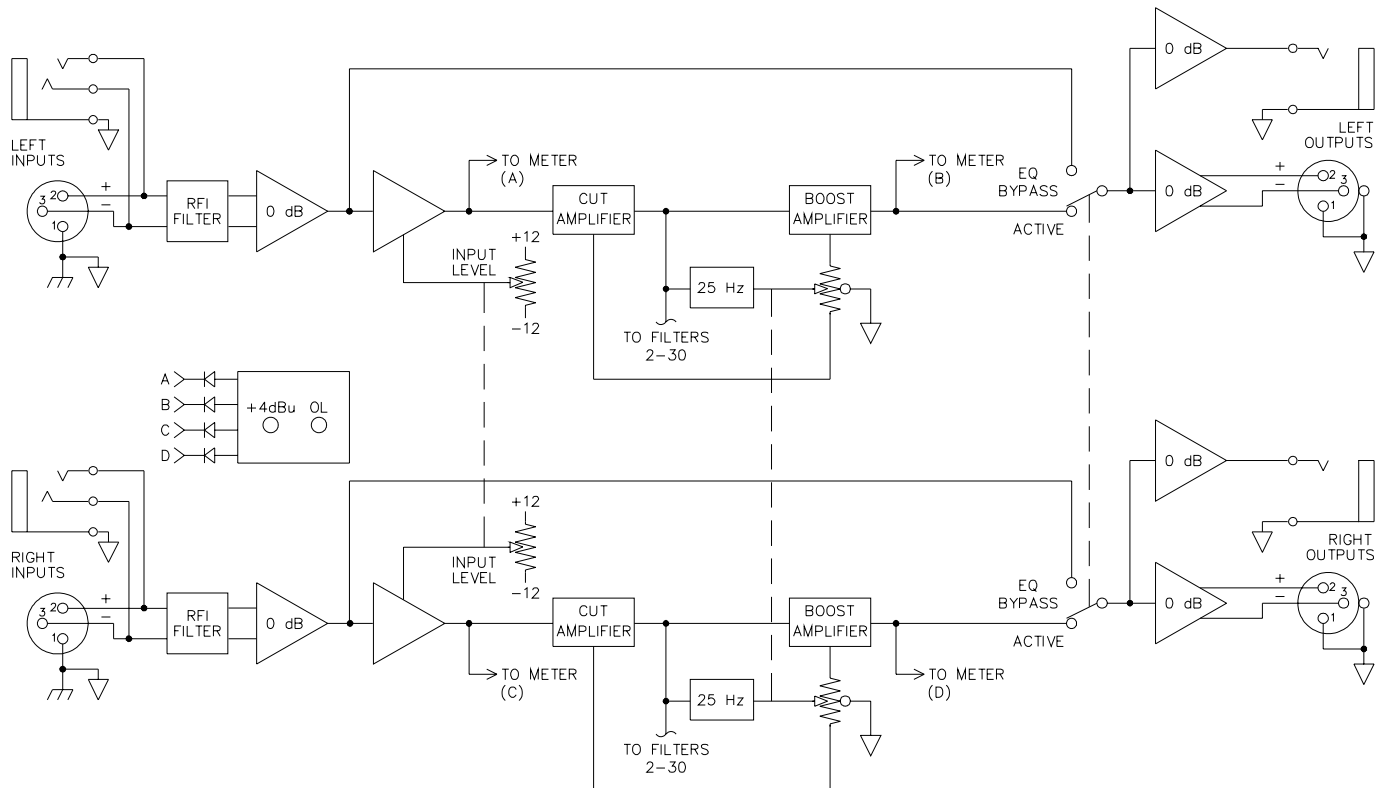 LEFT
INPUTS
2
+
3
−
1
RFI
FILTER
0 dB
TO METER
(A)
INPUT
LEVEL
+12
−12
CUT
AMPLIFIER
25 Hz
TO FILTERS
2−30
BOOST
AMPLIFIER
TO METER
(B)
EQ
BYPASS
ACTIVE
0 dB
0 dB
LEFT
OUTPUTS
+
−
2
3
1
A
B
C
D
+4dBu OL
RIGHT
INPUTS
2
+
3
−
1
RFI
FILTER
0 dB
INPUT
LEVEL
+12
−12
TO METER
(C)
CUT
AMPLIFIER
25 Hz
TO FILTERS
2−30
BOOST
AMPLIFIER
TO METER
(D)
EQ
BYPASS
ACTIVE
0 dB
0 dB
RIGHT
OUTPUTS
+
−
2
3
1